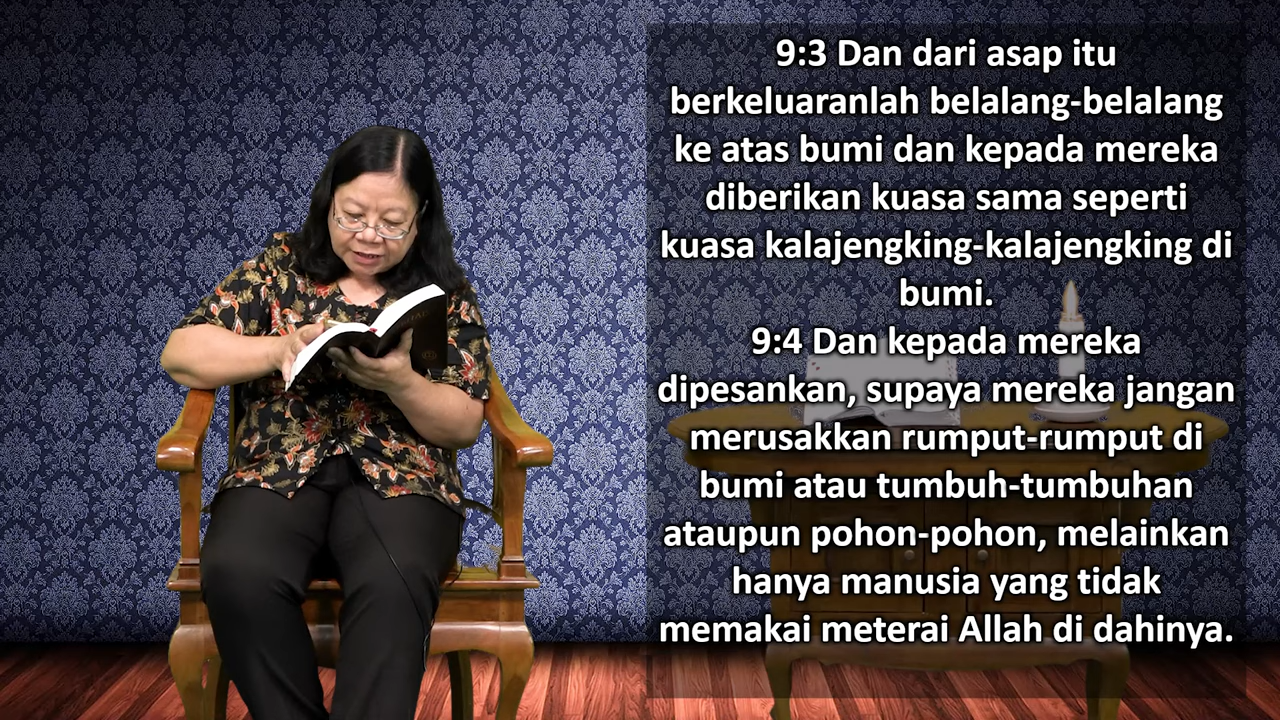 9:3 Dan dari asap itu
berkeluaranlah belalang-belalang
ke atas bumi dan kepada mereka
diberikan kuasa sama seperti
kuasa kalajengking-kalajengking di
bumi.
9:4 Dan kepada mereka
dipesankan, supaya mereka jangan
merusakkan rumput-rumput di
bumi atau tumbuh-tumbuhan
ataupun pohon-pohon, melainkan
hanya manusia yang tidak
memakai meterai Allah di dahinya.